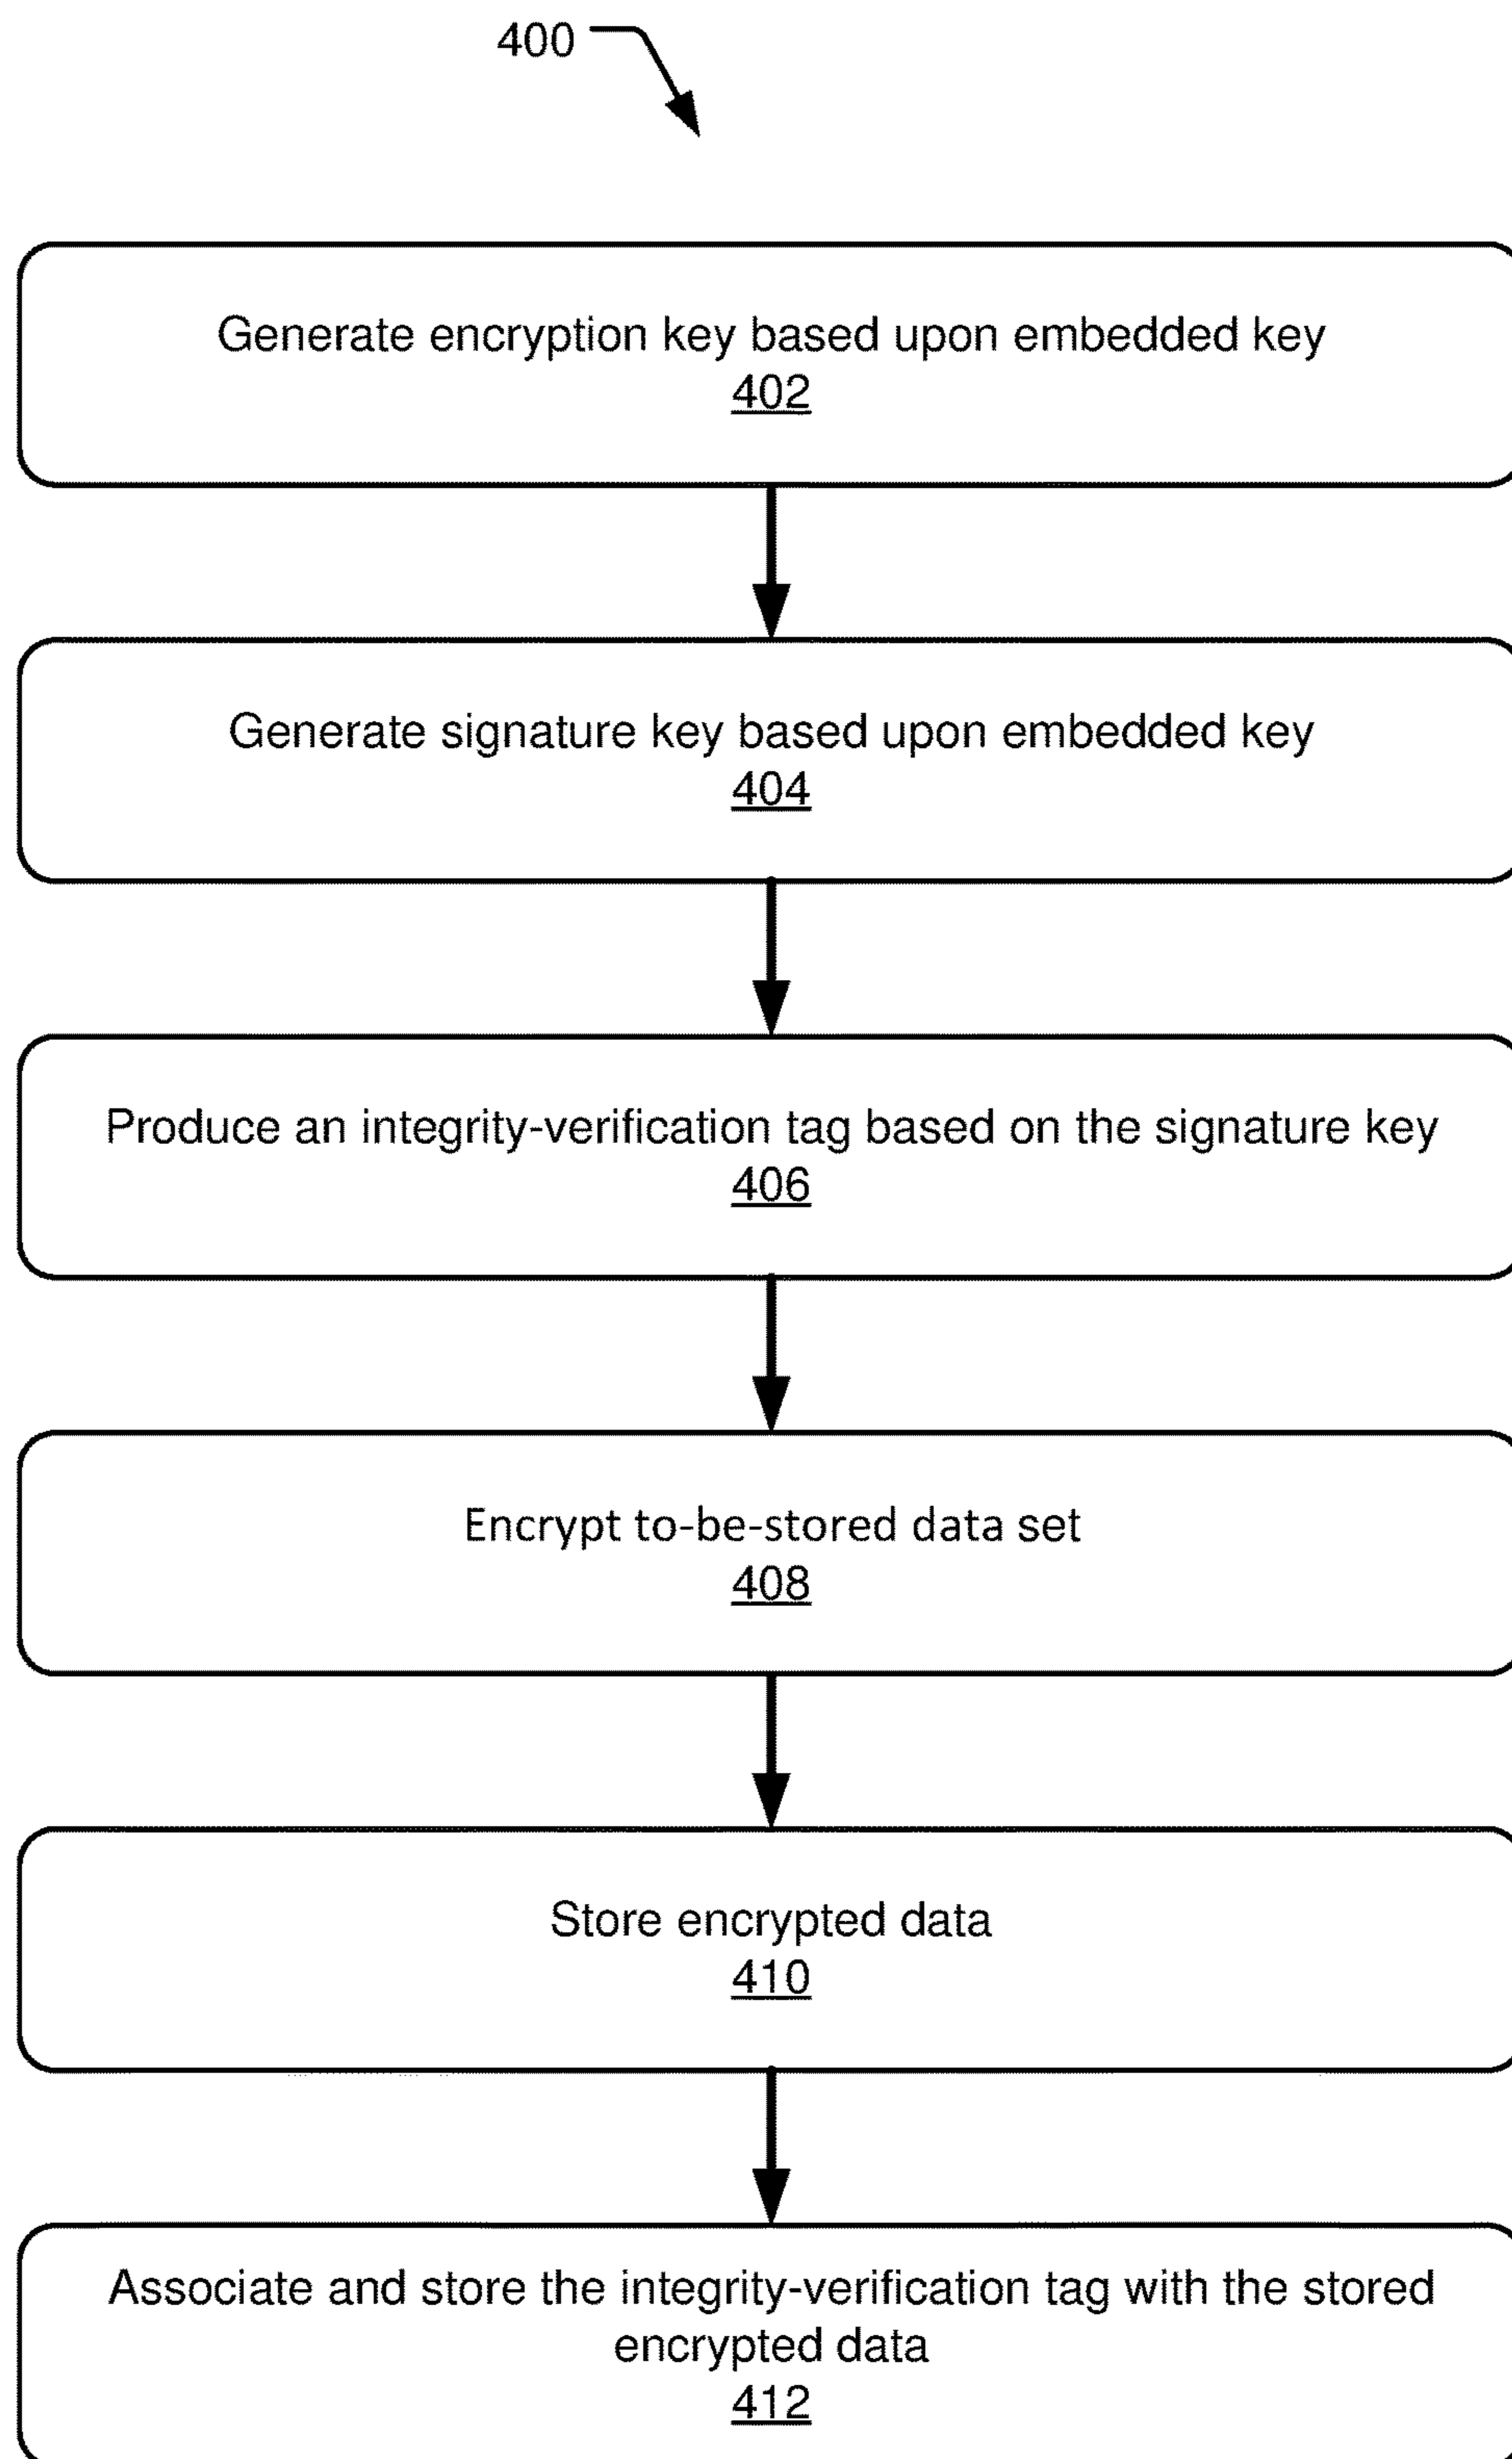 400
Generate encryption key based upon embedded key
402
Generate signature key based upon embedded key
404
Produce an integrity-verification tag based on the signature key
406
Encrypt to-be-stored data set
408
Store encrypted data
410
Associate and store the integrity-verification tag with the stored
encrypted data
412